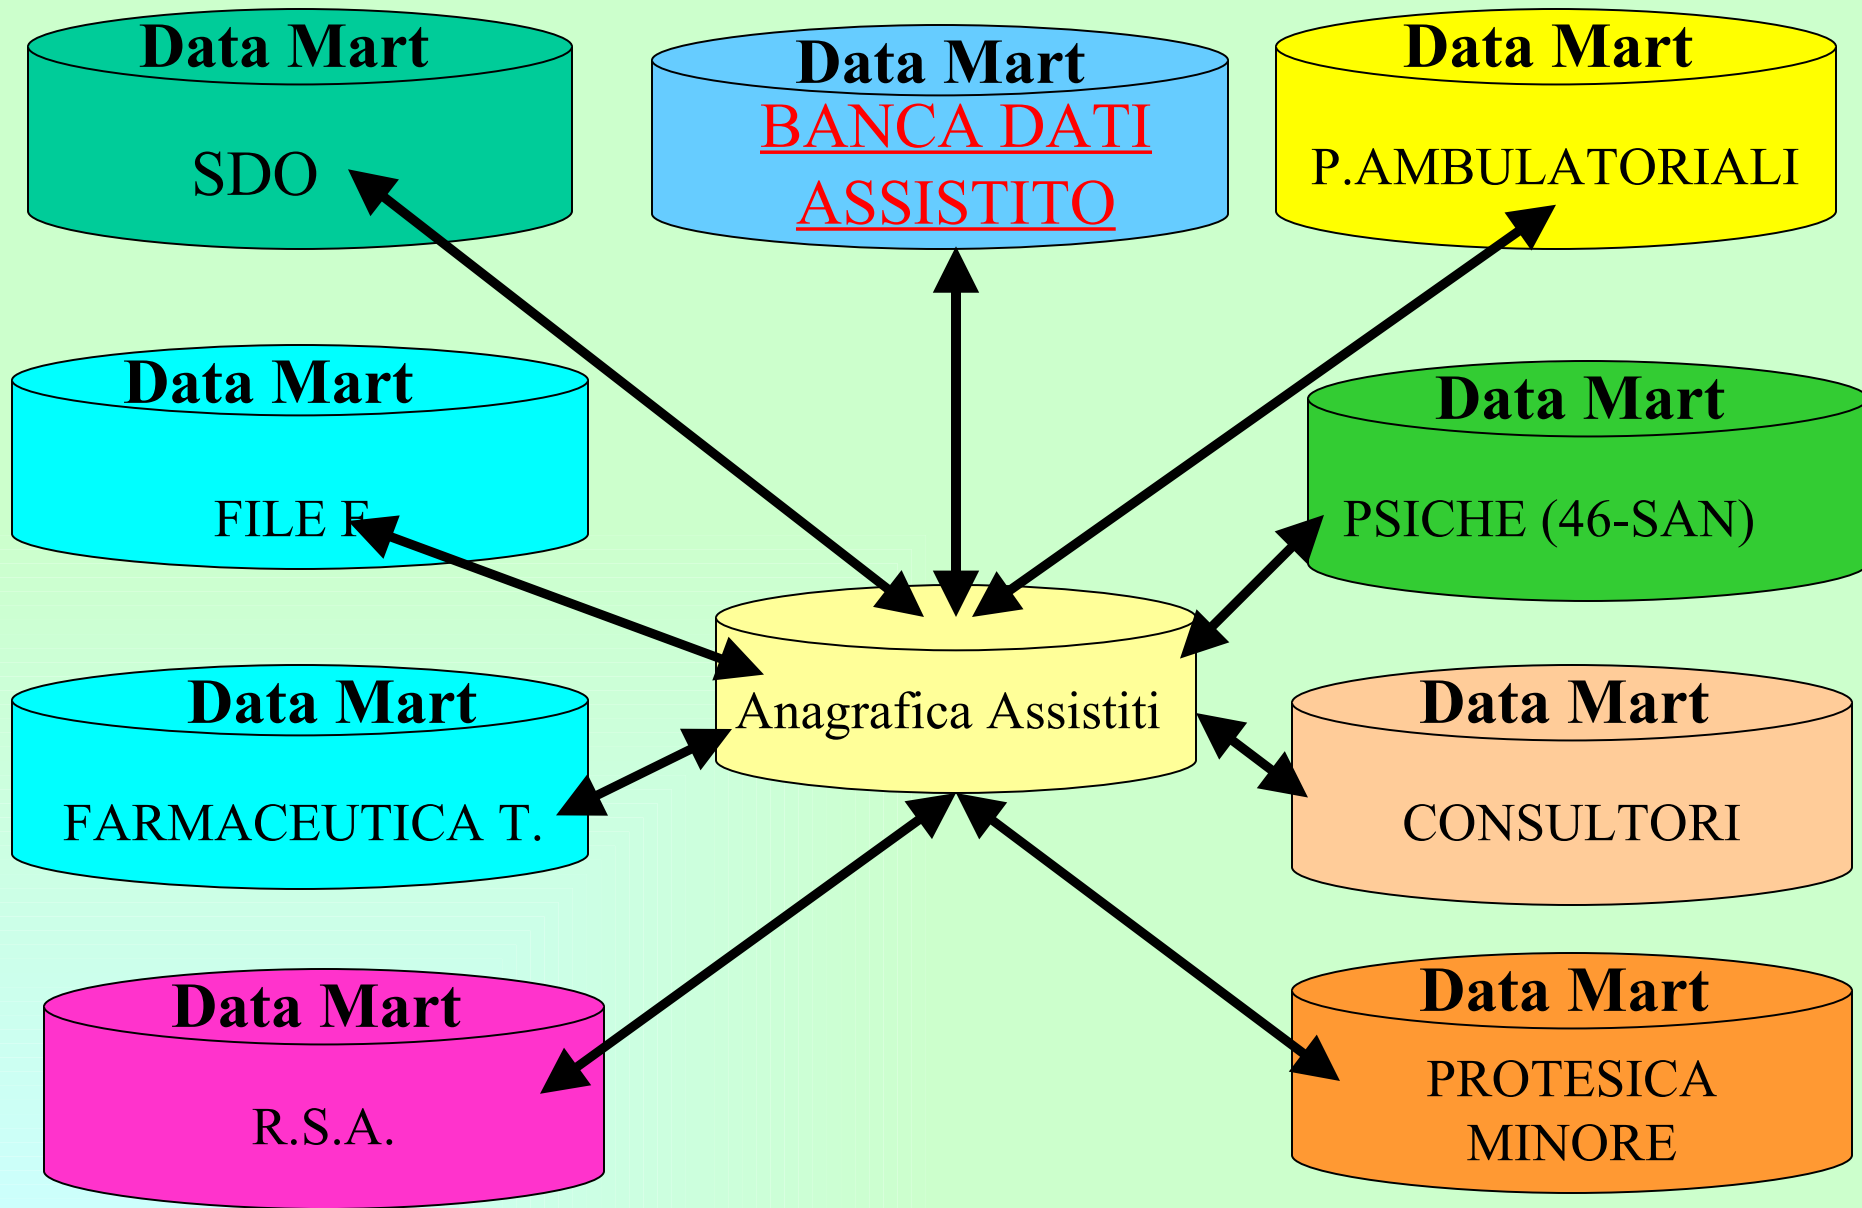 Data Mart
SDO
Data Mart
BANCA DATI
ASSISTITO
Data Mart
P.AMBULATORIALI
Data Mart
FILE F
Data Mart
PSICHE (46-SAN)
Anagrafica Assistiti
Data Mart
FARMACEUTICA T.
Data Mart
CONSULTORI
Data Mart
R.S.A.
Data Mart
PROTESICA
MINORE